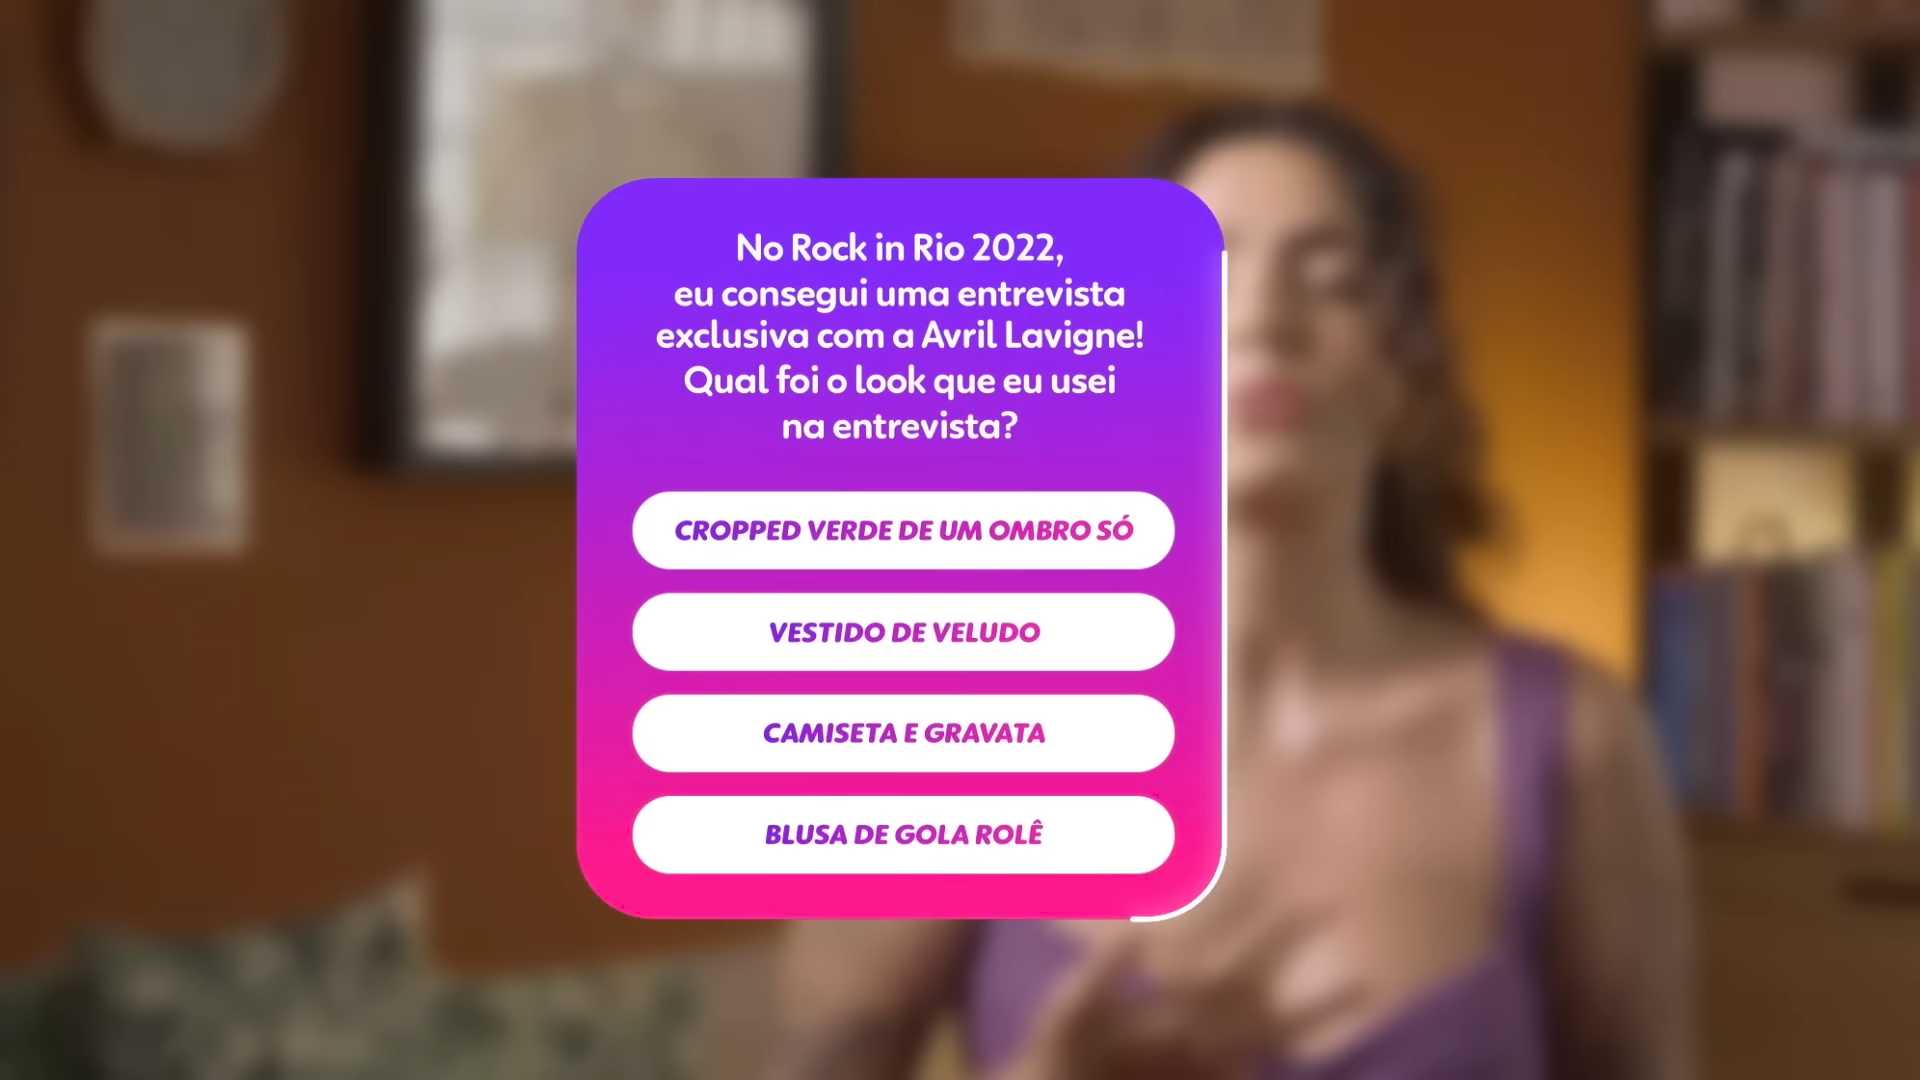 No Rock in Rio 2022,
eu consegui uma entrevista
exclusiva com a Avril Lavigne!
Qual foi o look que eu usei
na entrevista?
CROPPED VERDE DE UM OMBRO SÓ
VESTIDO DE VELUDO
CAMISETA E GRAVATA
BLUSA DE GOLA ROLÊ